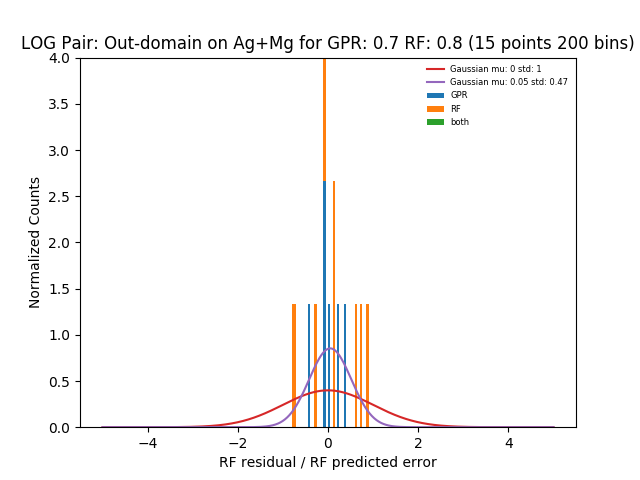 LOG Pair: Out-domain on Ag+Mg for GPR: 0.7 RF: 0.8 (15 points 200 bins)
Gaussian mu: 0 std: 1
Gaussian mu: 0.05 std: 0.47
GPR
RF
both
Normalized Counts
4.0
3.5
3.0
2.5
2.0
1.5
1.0
0.5
0.0
−4 −2 0 2 4
RF residual / RF predicted error